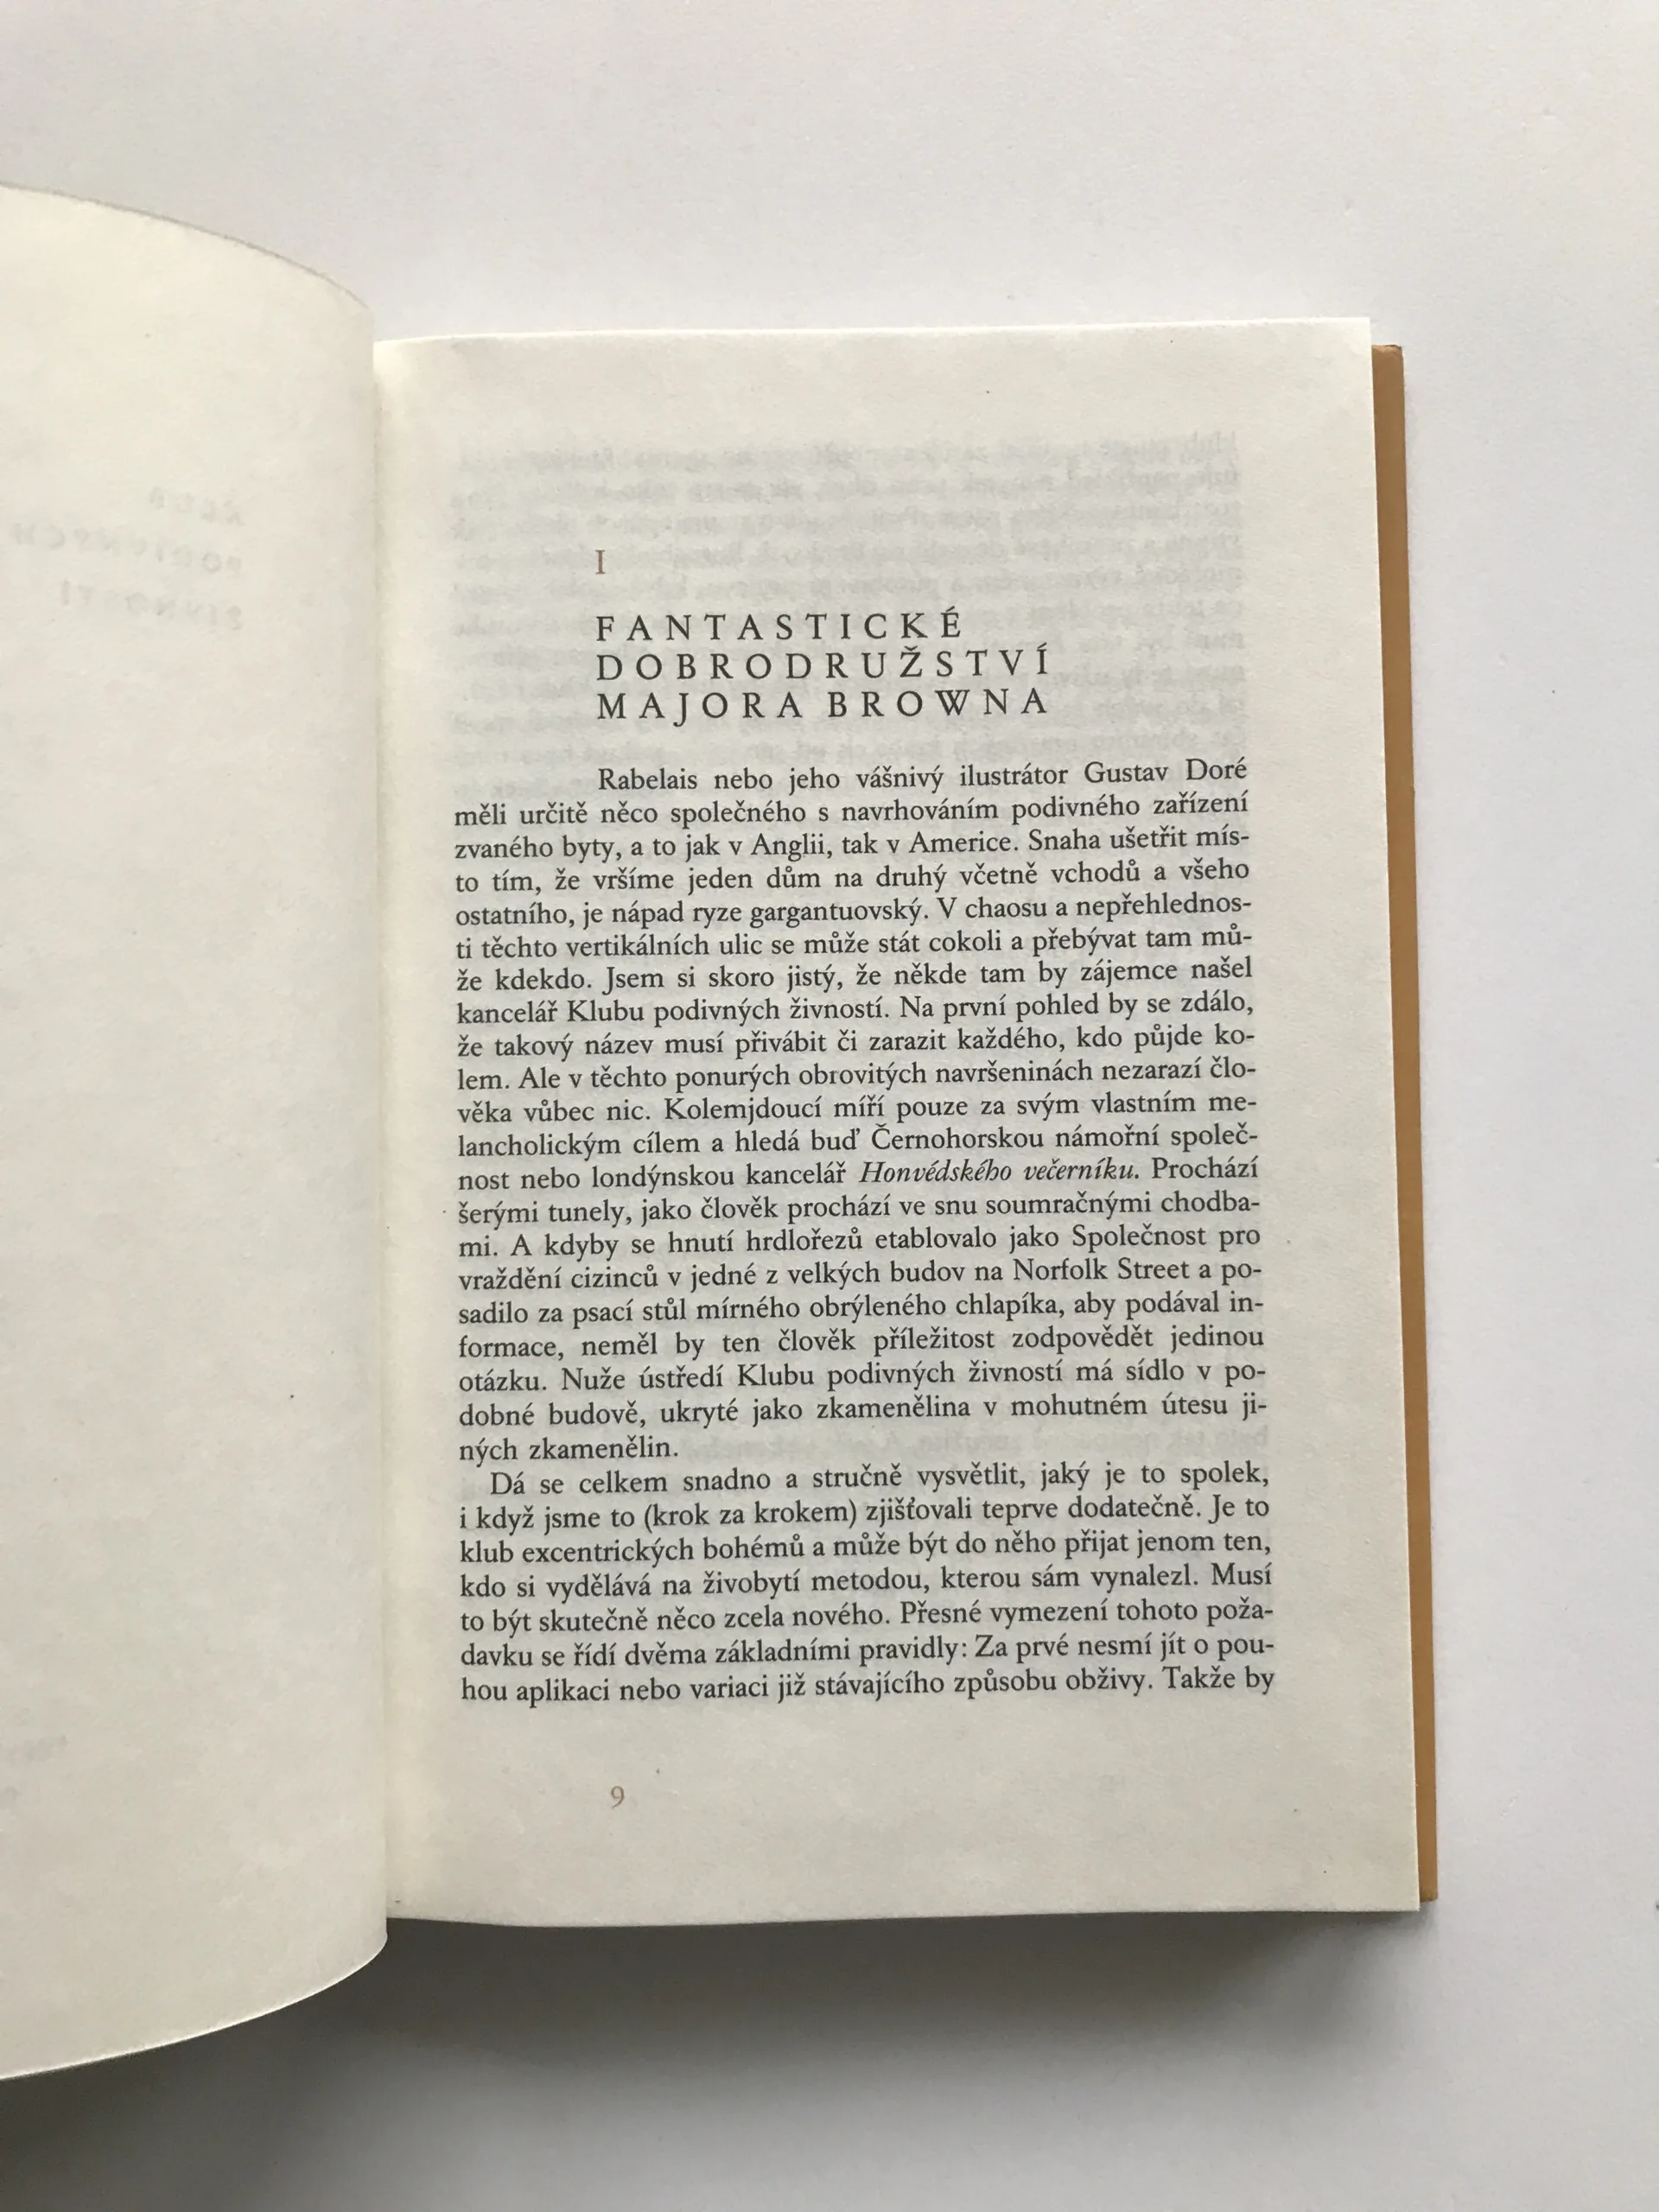 I
FANTASTICKÉ
DOBRODRUŽSTVÍ
MAJORA BROWNA
Rabelais nebo jeho vášnivý ilustrátor Gustav Doré
měli určitě něco společného s navrhováním podivného zařízení
zvaného byty, a to jak v Anglii, tak v Americe. Snaha ušetřit mís-
to tím, že vršíme jeden dům na druhý včetně vchodů a všeho
ostatního, je nápad ryze gargantuovský. V chaosu a nepřehlednos-
ti těchto vertikálních ulic se může stát cokoli a přebývat tam mů-
že kdekdo. Jsem si skoro jistý, že někde tam by zájemce našel
kancelář Klubu podivných živností. Na první pohled by se zdálo,
že takový název musí přivábit či zarazit každého, kdo půjde ko-
lem. Ale v těchto ponurých obrovitých navršeninách nezarazí člo-
věka vůbec nic. Kolemjdoucí míří pouze za svým vlastním me-
lancholickým cílem a hledá buď Černohorskou námořní společ-
nost nebo londýnskou kancelář Honvédského večerníku. Prochází
šerými tunely, jako člověk prochází ve snu soumračnými chodba-
mi. A kdyby se hnutí hrdlořezů etablovalo jako Společnost pro
vraždění cizinců v jedné z velkých budov na Norfolk Street a po-
sadilo za psací stůl mírného obrýleného chlapíka, aby podával in-
formace, neměl by ten člověk příležitost zodpovědět jedinou
otázku. Nuže ústředí Klubu podivných živností má sídlo v po-
dobné budově, ukryté jako zkamenělina v mohutném útesu ji-
ných zkamenělin.
Dá se celkem snadno a stručně vysvětlit, jaký je to spolek,
i když jsme to (krok za krokem) zjišťovali teprve dodatečně. Je to
klub excentrických bohémů a může být do něho přijat jenom ten,
kdo si vydělává na živobytí metodou, kterou sám vynalezl. Musí
to být skutečně něco zcela nového. Přesné vymezení tohoto poža-
davku se řídí dvěma základními pravidly: Za prvé nesmí jít o pou-
hou aplikaci nebo variaci již stávajícího způsobu obživy. Takže by
9